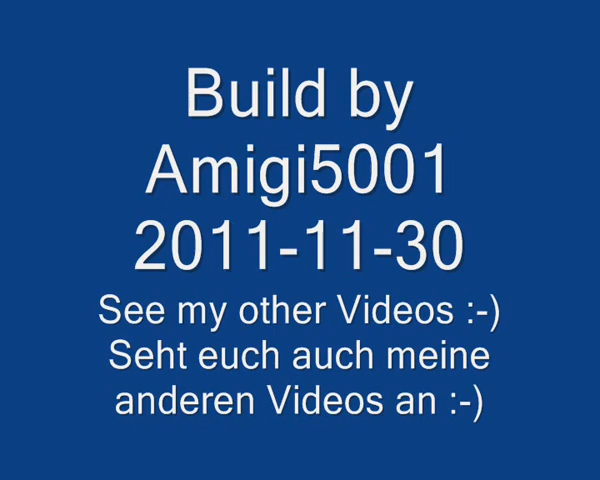 Build by
Amigi5001
2011-11-30
See my other Videos :-)
Seht euch auch meine
anderen Videos an :-)